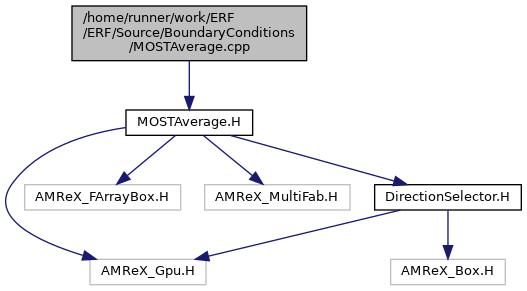 /home/runner/work/ERF
/ERF/Source/BoundaryConditions
/MOSTAverage.cpp
MOSTAverage.H
AMReX_FArrayBox.H
AMReX_MultiFab.H
DirectionSelector.H
AMReX_Gpu.H
AMReX_Box.H